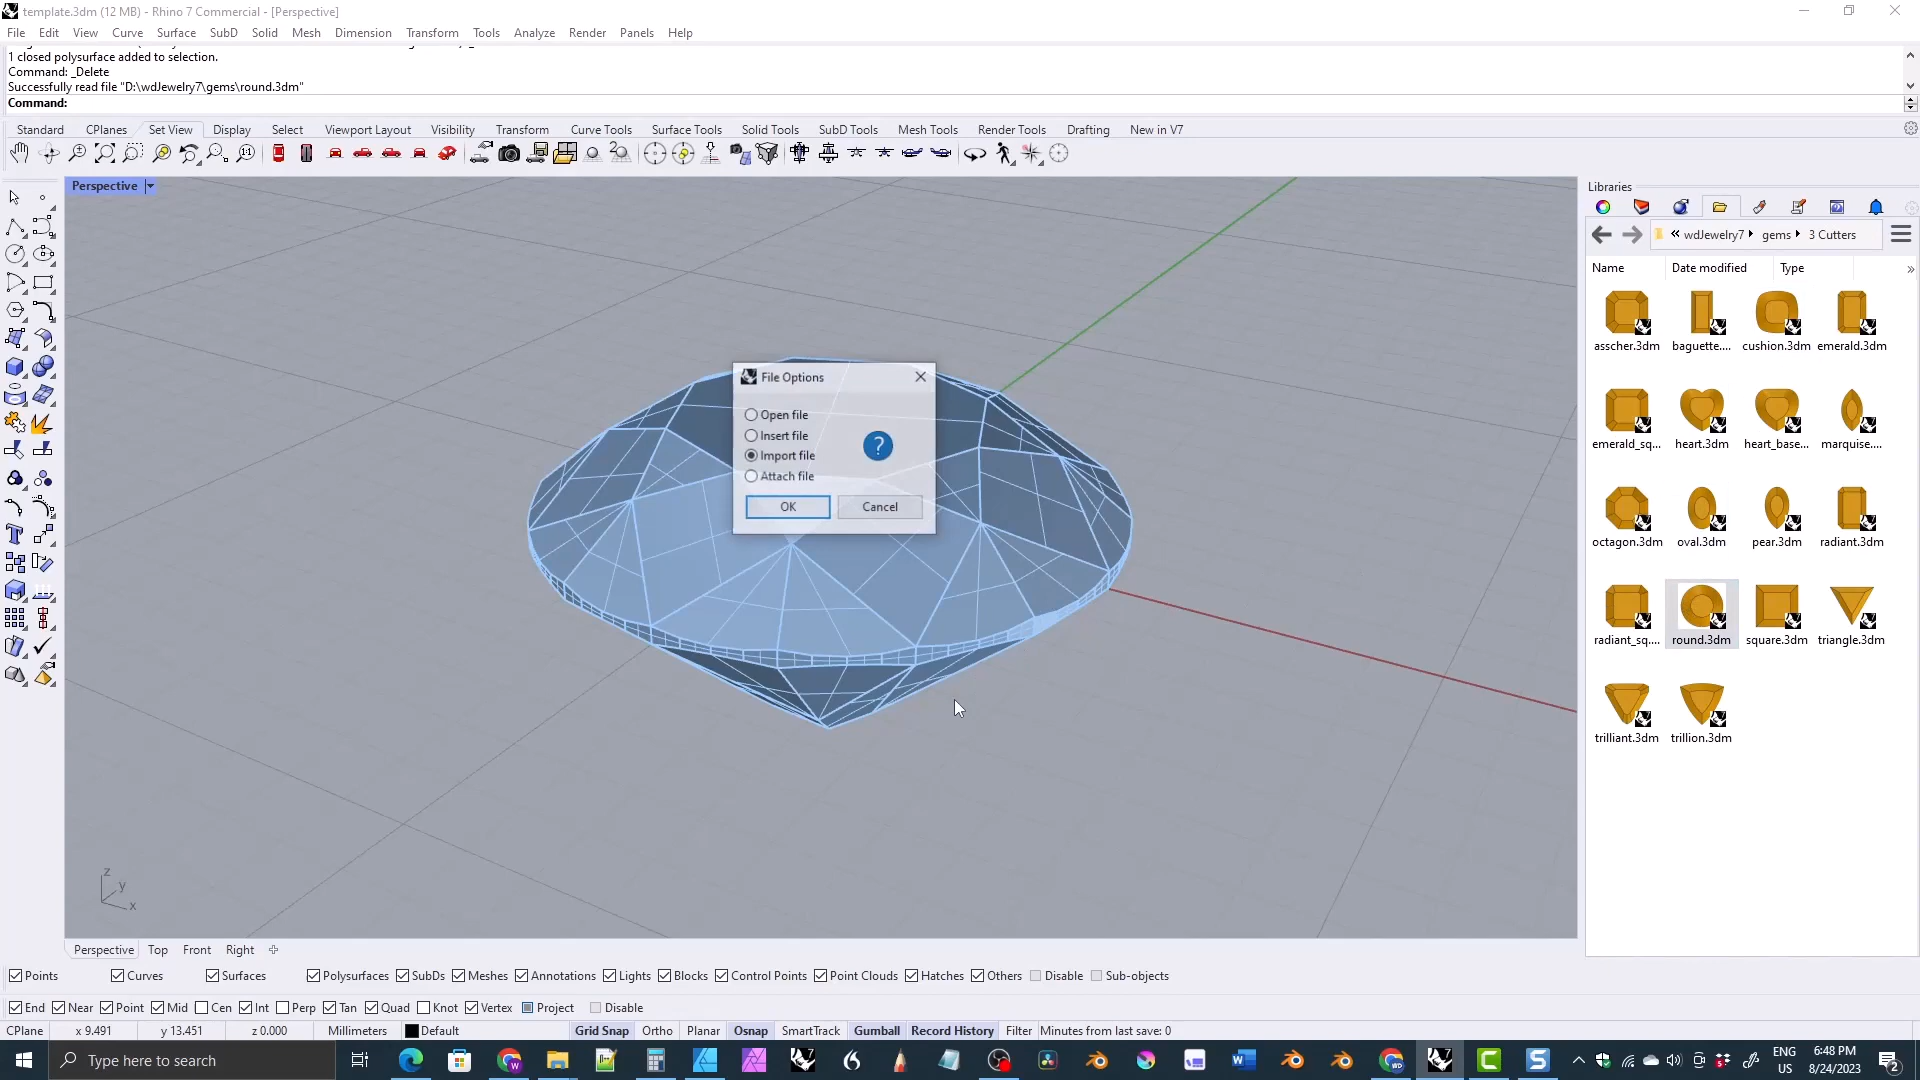 template.3dm (12 MB) - Rhino 7 Commercial - [Perspective]
File Edit View Curve Surface SubD Solid Mesh Dimension Transform Tools Analyze Render Panels Help
1 closed polysurface added to selection.
Command: _Delete
Successfully read file "D:\wdJewelry7\gems\round.3dm"
Command:
Standard CPlanes Set View Display Select Viewport Layout Visibility Transform Curve Tools Surface Tools Solid Tools SubD Tools Mesh Tools Render Tools Drafting New in V7
Perspective
Libraries
« wdJewelry7 gems 3 Cutters
Name Date modified Type »
asscher.3dm baguette.... cushion.3dm emerald.3dm
emerald_sq... heart.3dm heart_base... marquise....
octagon.3dm oval.3dm pear.3dm radiant.3dm
radiant_sq.... round.3dm square.3dm triangle.3dm
trilliant.3dm trillion.3dm
File Options
Open file
Insert file
Import file
Attach file
?
OK Cancel
z
y
x
Perspective Top Front Right
Points Curves Surfaces Polysurfaces SubDs Meshes Annotations Lights Blocks Control Points Point Clouds Hatches Others Disable Sub-objects
End Near Point Mid Cen Int Perp Tan Quad Knot Vertex Project Disable
CPlane x 9.491 y 13.451 z 0.000 Millimeters Default Grid Snap Ortho Planar Osnap SmartTrack Gumball Record History Filter Minutes from last save: 0
Type here to search
ENG
US
6:48 PM
8/24/2023
2